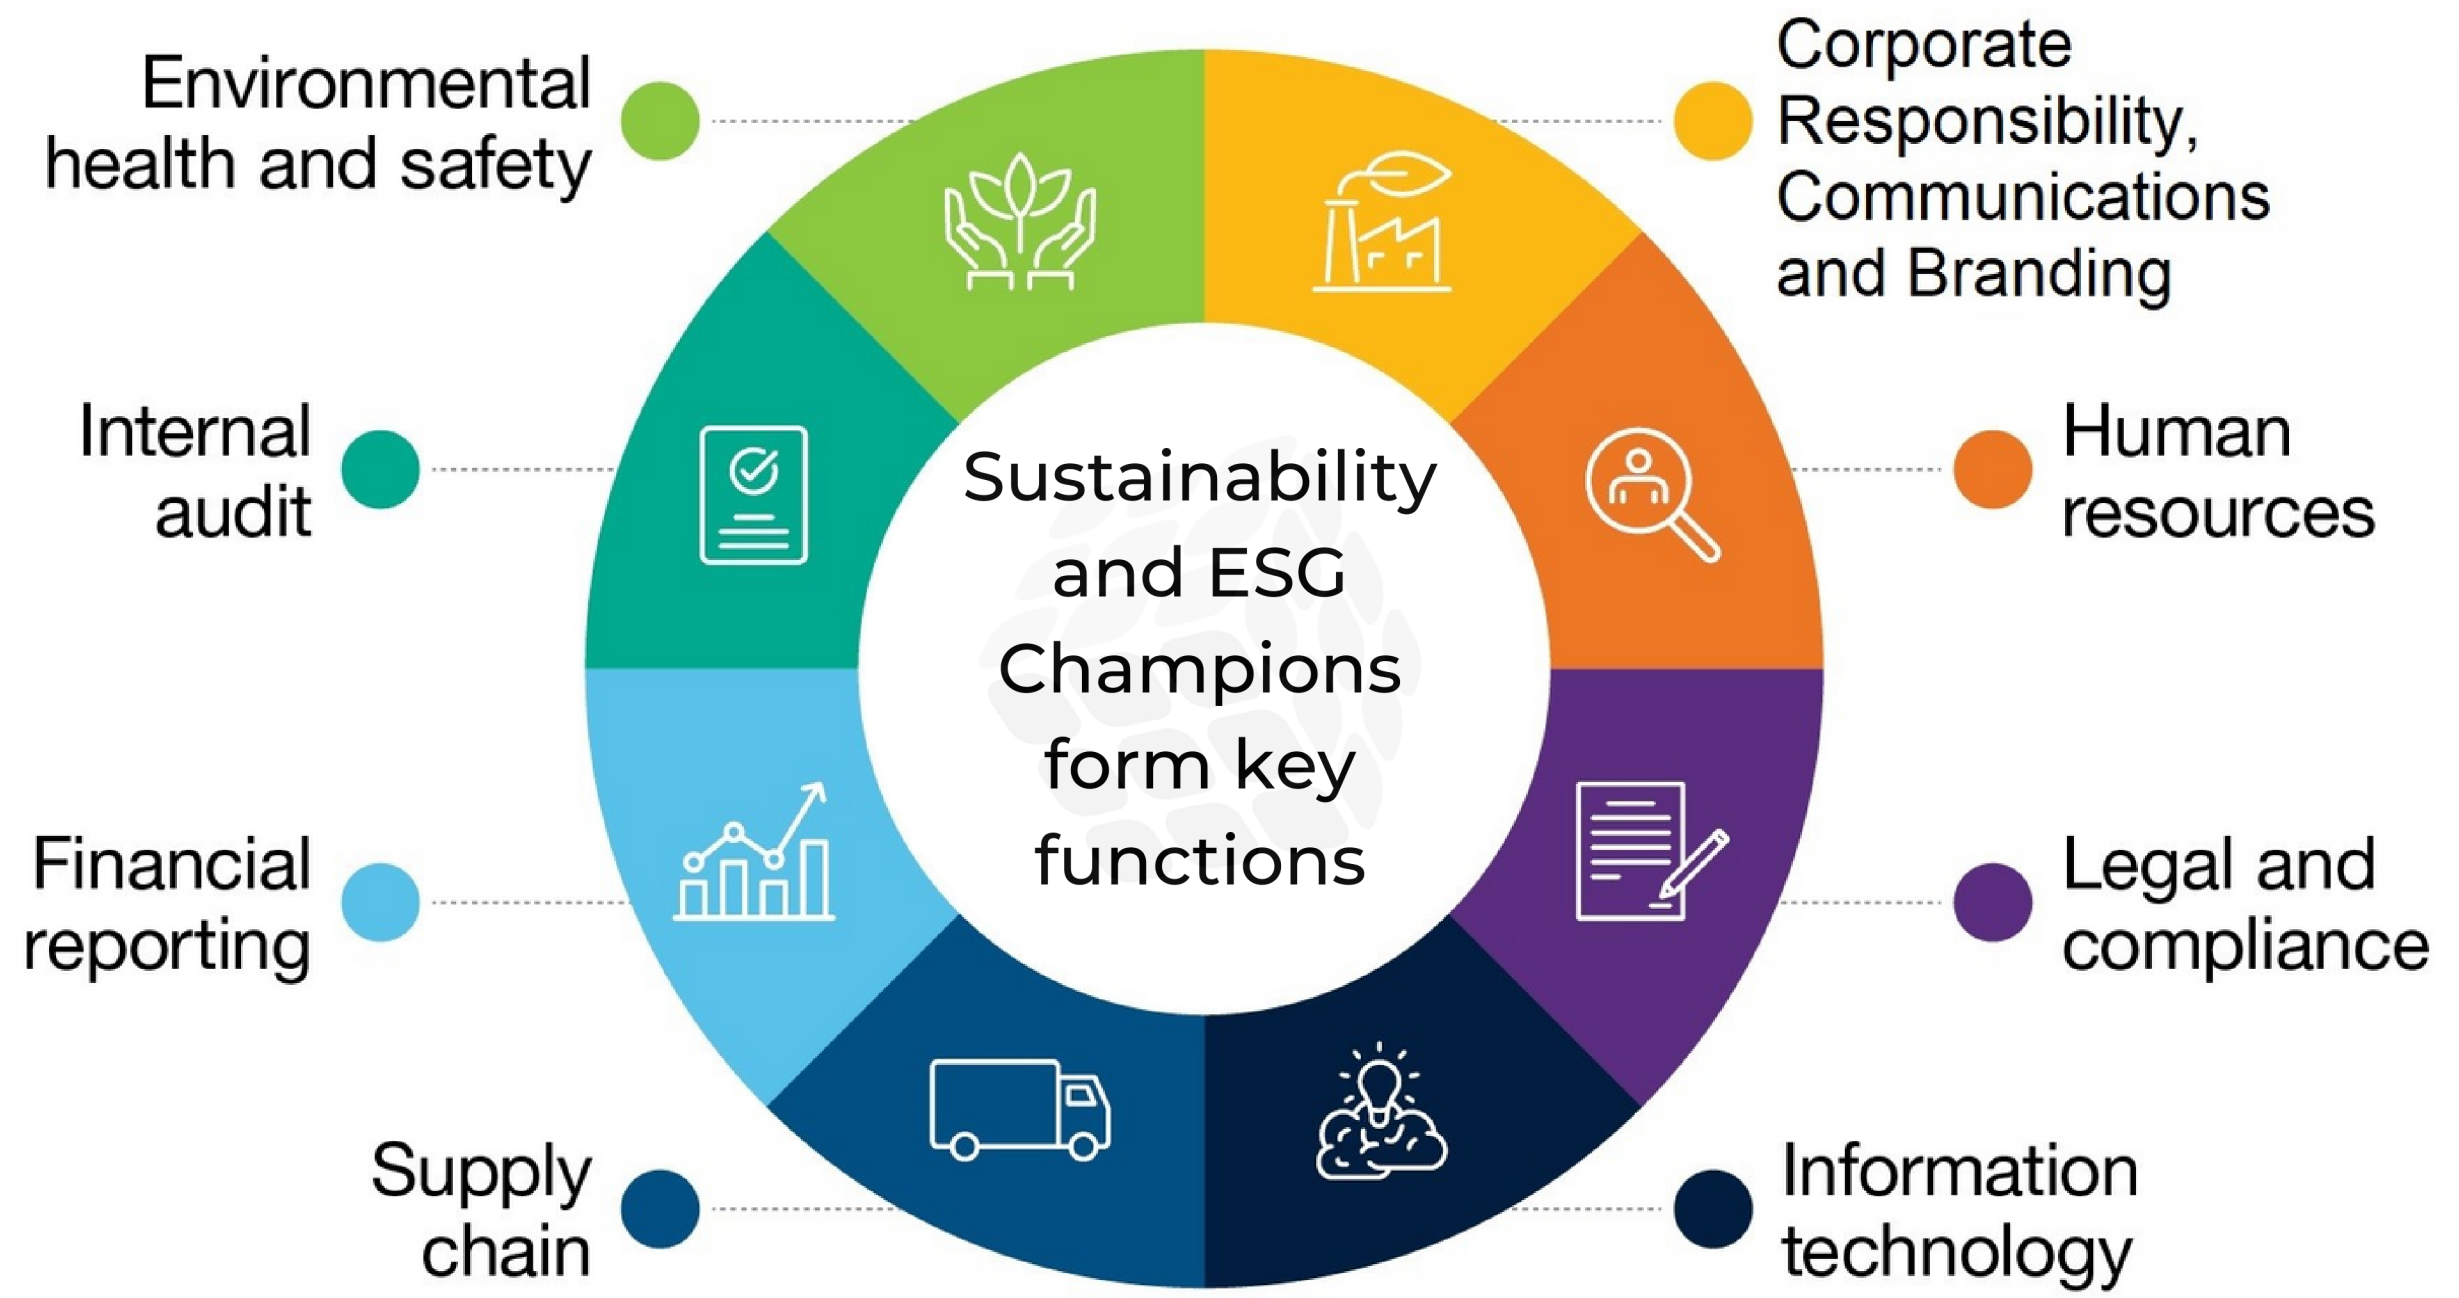 Environmental
health and safety
Corporate
Responsibility,
Communications
and Branding
Internal
audit
Human
resources
Sustainability
and ESG
Champions
form key
functions
Financial
reporting
Legal and
compliance
Supply
chain
Information
technology